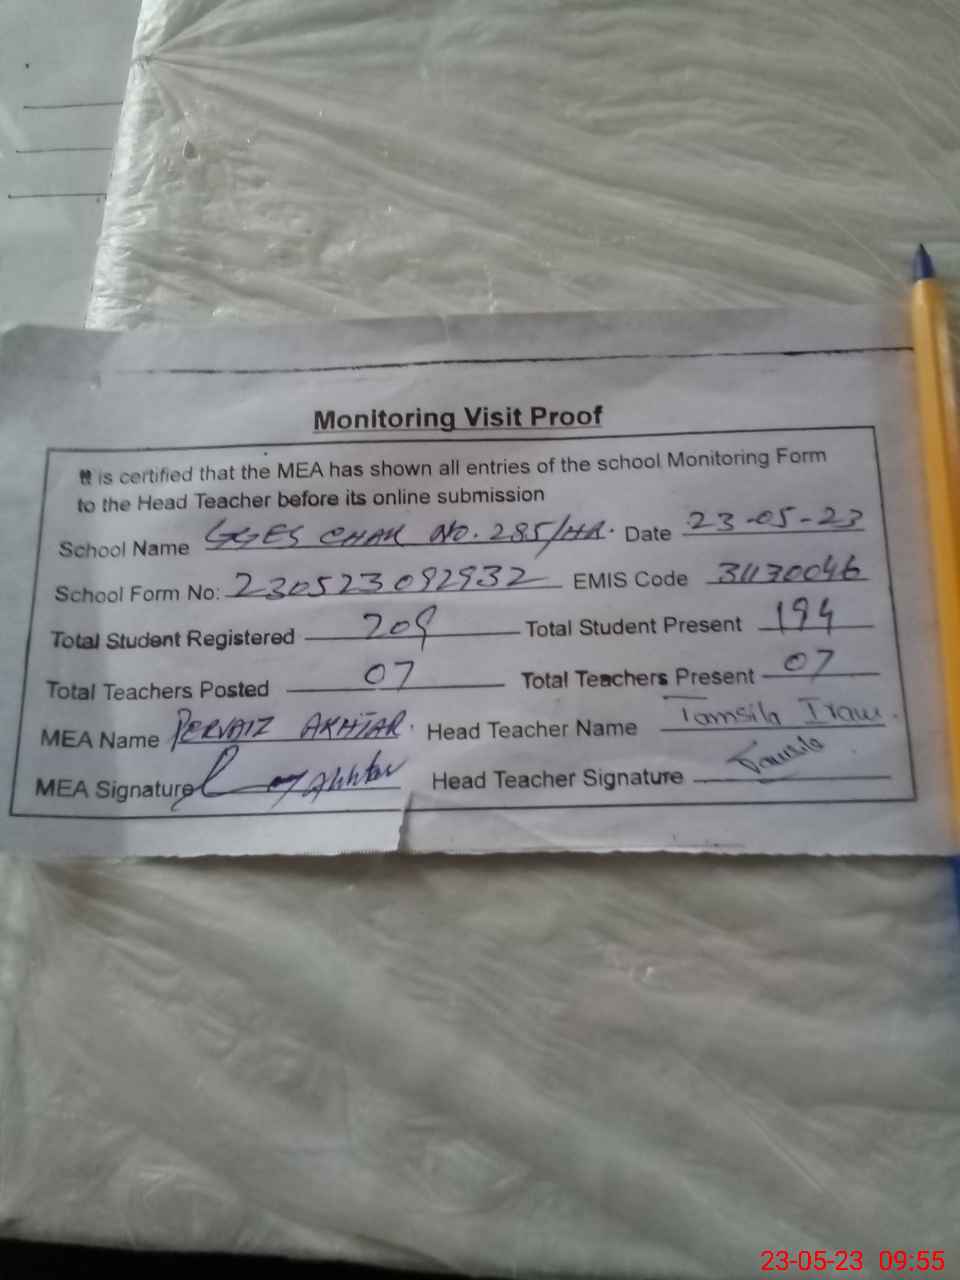 Monitoring Visit Proof
It is certified that the MEA has shown all entries of the school Monitoring Form
to the Head Teacher before its online submission
School Name GGES CHAK NO. 285/HR. Date 23-05-23
School Form No: 230523092932 EMIS Code 31130046
Total Student Registered 209 Total Student Present 194
Total Teachers Posted 07 Total Teachers Present 07
MEA Name PERVAIZ AKHTAR. Head Teacher Name Tamsila Iram.
MEA Signature Akhtar Head Teacher Signature Tamsila
23-05-23 09:55